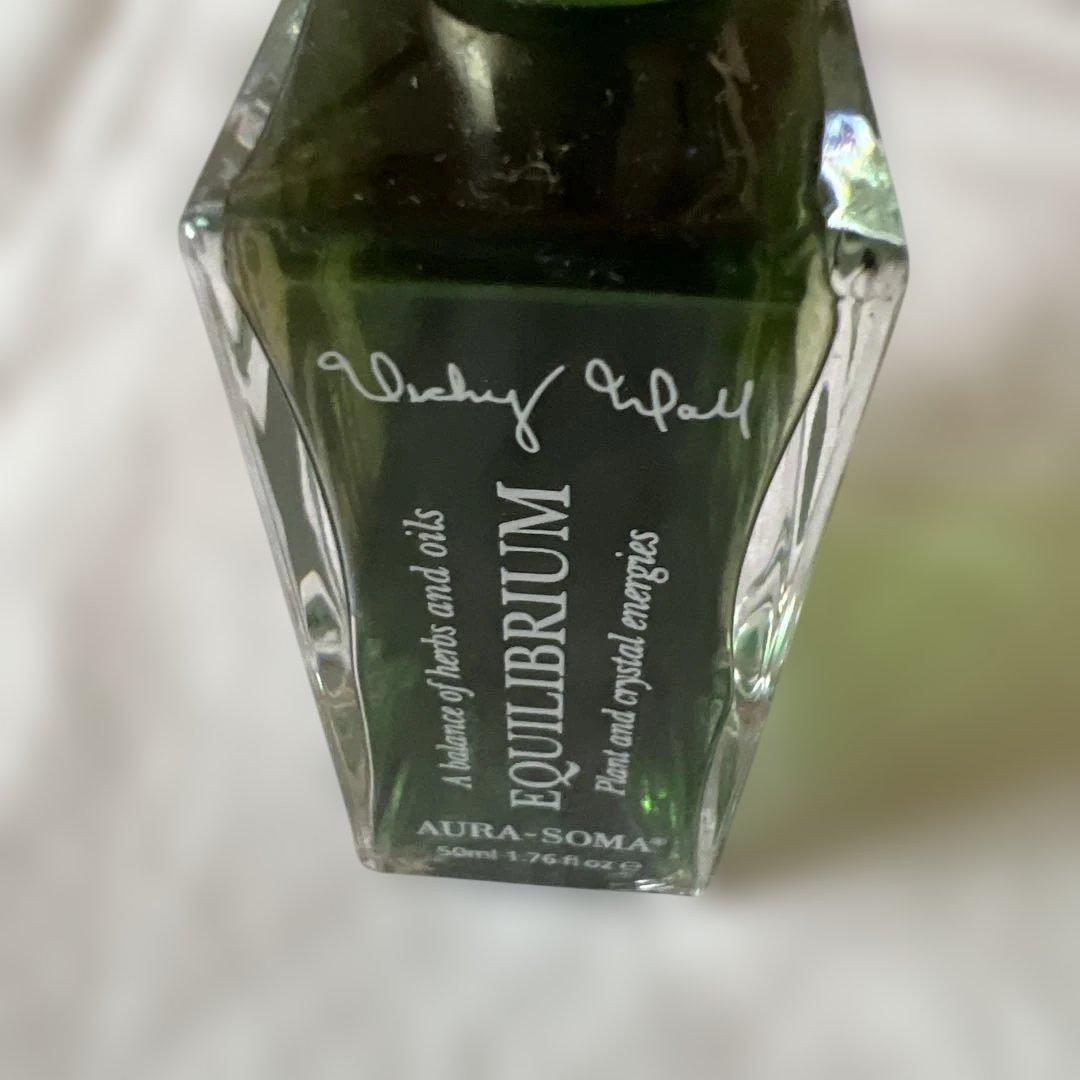 Vicky Wall
A balance of herbs and oils
EQUILIBRIUM
Plant and crystal energies
AURA-SOMA®
50ml 1.76 fl oz ℮